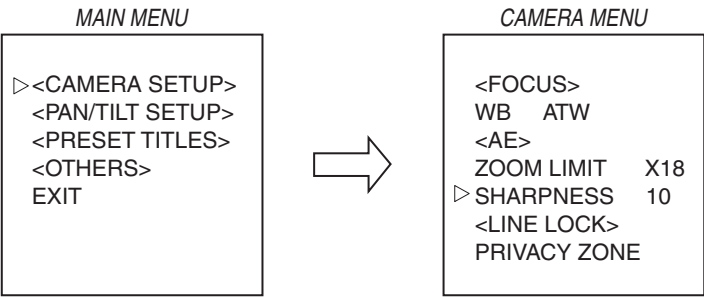 MAIN MENU
<CAMERA SETUP>
<PAN/TILT SETUP>
<PRESET TITLES>
<OTHERS>
EXIT
CAMERA MENU
<FOCUS>
WB ATW
<AE>
ZOOM LIMIT X18
SHARPNESS 10
<LINE LOCK>
PRIVACY ZONE